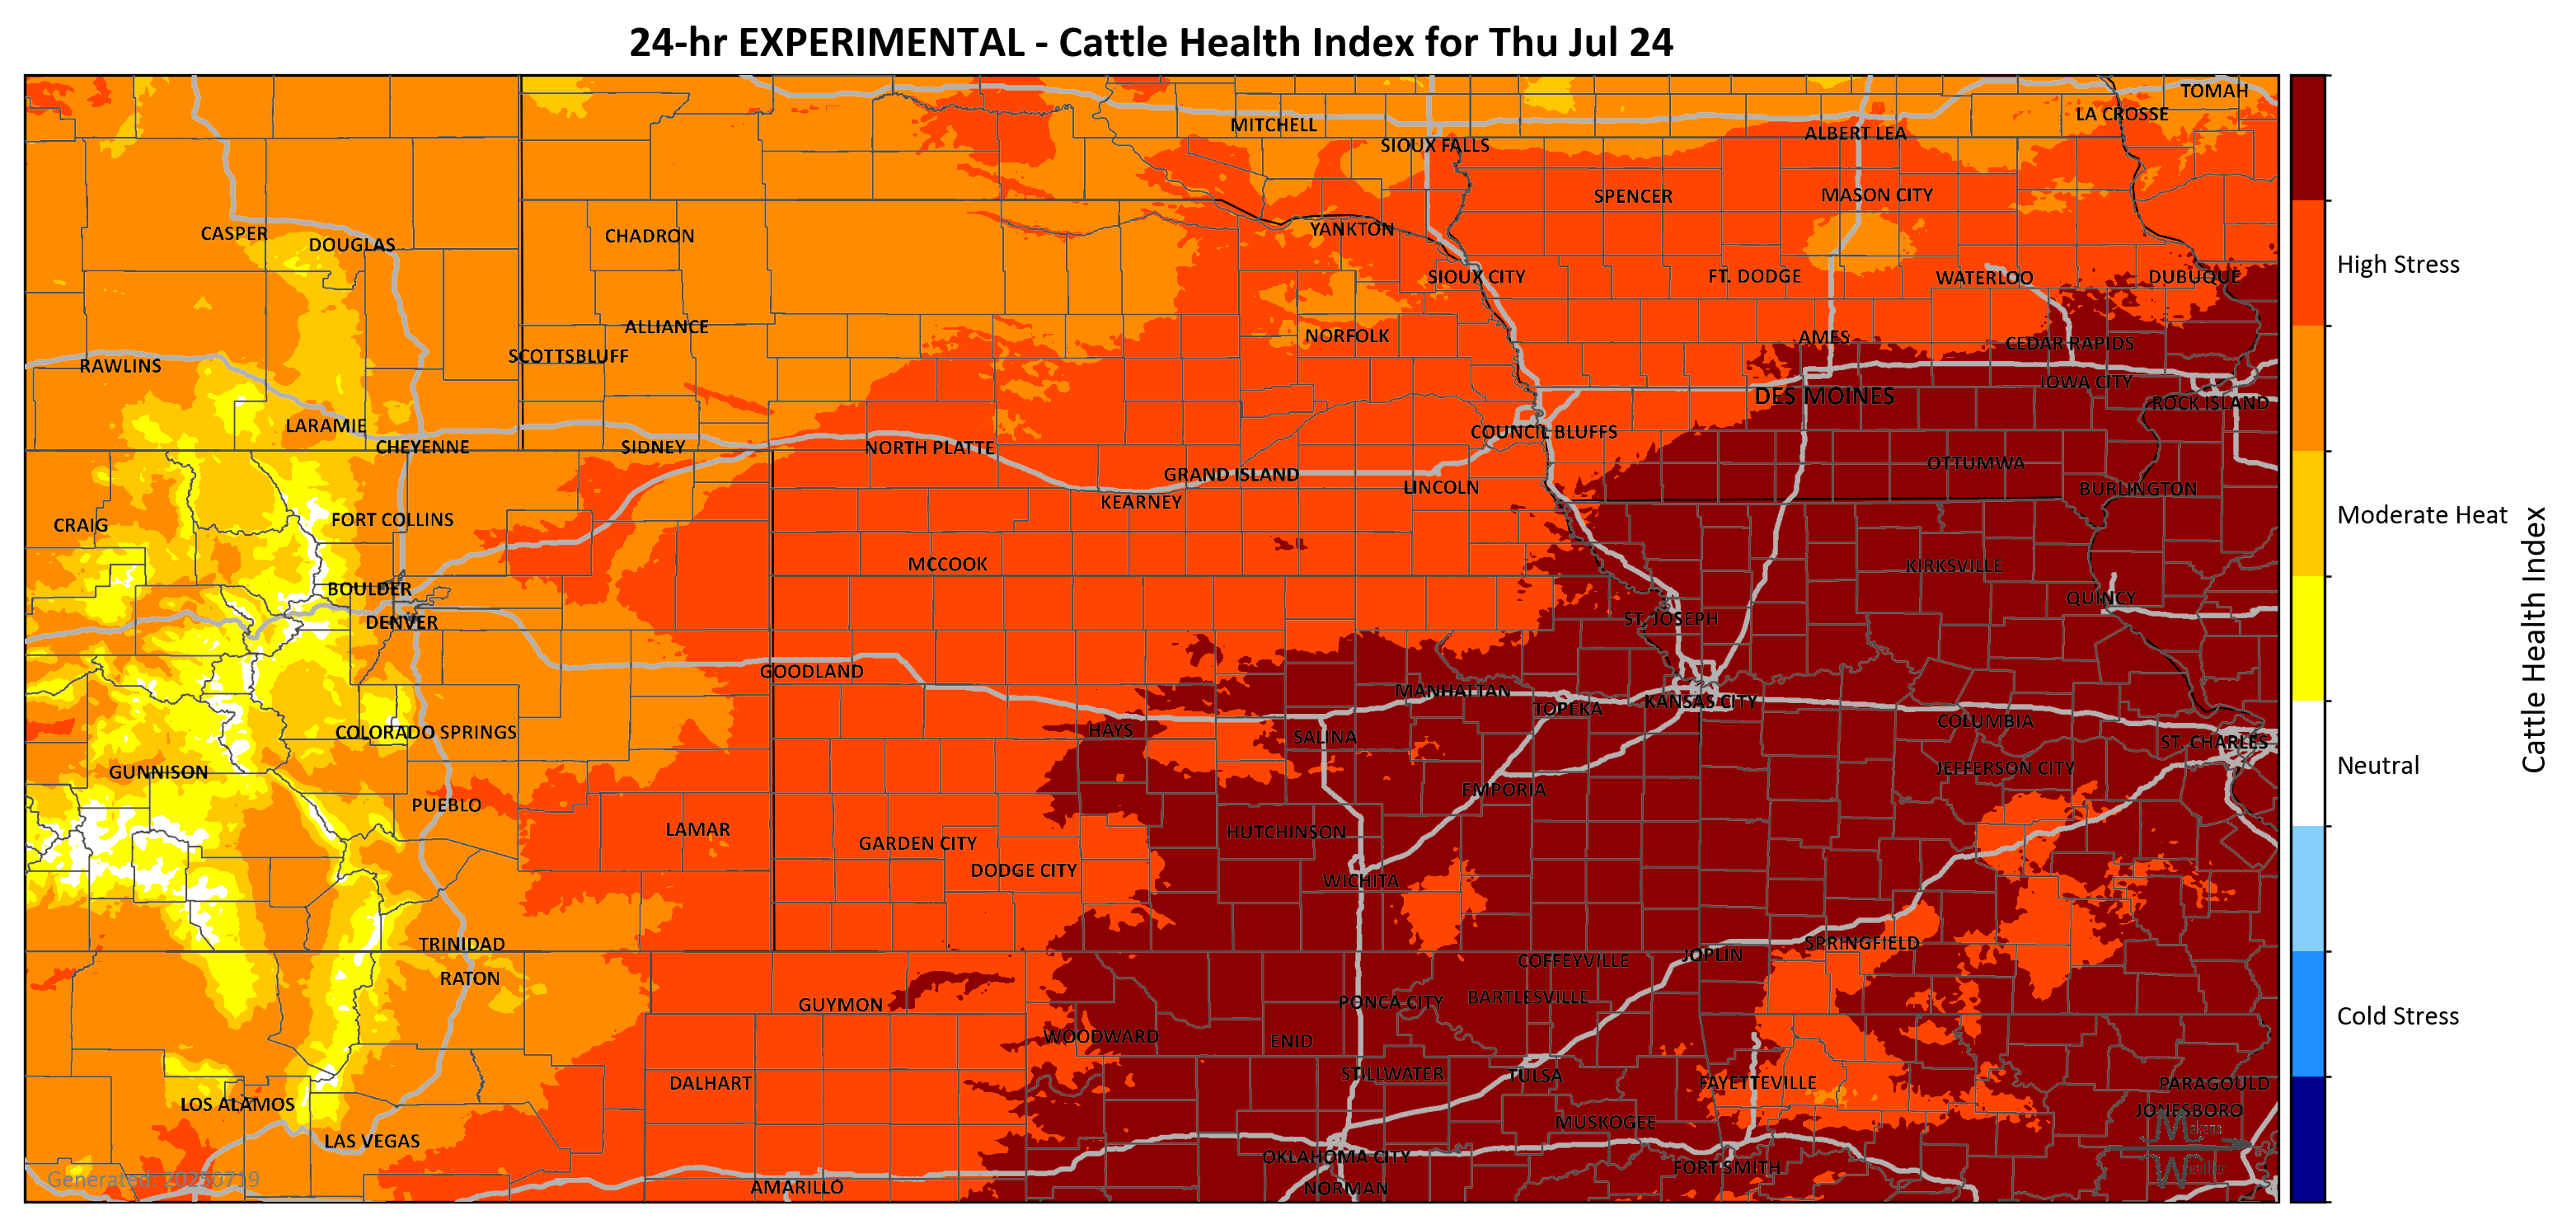 24-hr EXPERIMENTAL - Cattle Health Index for Thu Jul 24
TOMAH
LA CROSSE
MITCHELL
ALBERT LEA
SIOUX FALLS
SPENCER
MASON CITY
YANKTON
CASPER
DOUGLAS
CHADRON
SIOUX CITY
FT. DODGE
WATERLOO
DUBUQUE
High Stress
ALLIANCE
NORFOLK
AMES
CEDAR RAPIDS
SCOTTSBLUFF
RAWLINS
IOWA CITY
DES MOINES
ROCK ISLAND
LARAMIE
CHEYENNE
SIDNEY
NORTH PLATTE
COUNCIL BLUFFS
OTTUMWA
GRAND ISLAND
LINCOLN
BURLINGTON
KEARNEY
Moderate Heat
CRAIG
FORT COLLINS
MCCOOK
KIRKSVILLE
BOULDER
QUINCY
DENVER
ST. JOSEPH
Cattle Health Index
GOODLAND
MANHATTAN
KANSAS CITY
TOPEKA
COLUMBIA
COLORADO SPRINGS
HAYS
SALINA
ST. CHARLES
GUNNISON
JEFFERSON CITY
Neutral
EMPORIA
PUEBLO
LAMAR
HUTCHINSON
GARDEN CITY
DODGE CITY
WICHITA
TRINIDAD
SPRINGFIELD
JOPLIN
COFFEYVILLE
RATON
BARTLESVILLE
PONCA CITY
GUYMON
Cold Stress
WOODWARD
ENID
STILLWATER
TULSA
DALHART
FAYETTEVILLE
PARAGOULD
LOS ALAMOS
JONESBORO
MUSKOGEE
Makens
LAS VEGAS
OKLAHOMA CITY
FORT SMITH
Weather
Generated: 20250719
AMARILLO
NORMAN